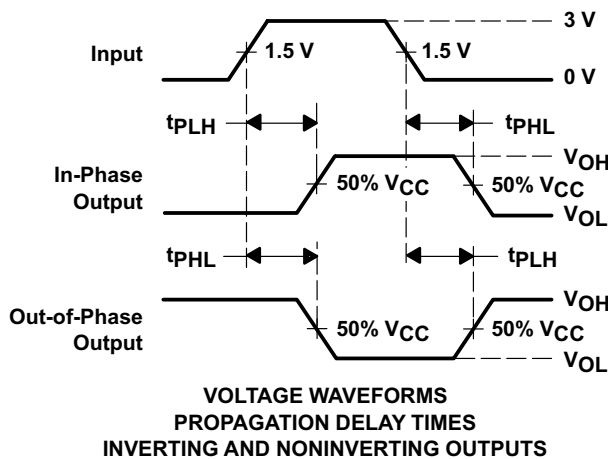 3 V
Input
1.5 V
1.5 V
0 V
tPLH
tPHL
In-Phase
Output
50% VCC
VOH
50% VCC
VOL
tPHL
tPLH
Out-of-Phase
Output
50% VCC
VOH
50% VCC
VOL
VOLTAGE WAVEFORMS
PROPAGATION DELAY TIMES
INVERTING AND NONINVERTING OUTPUTS